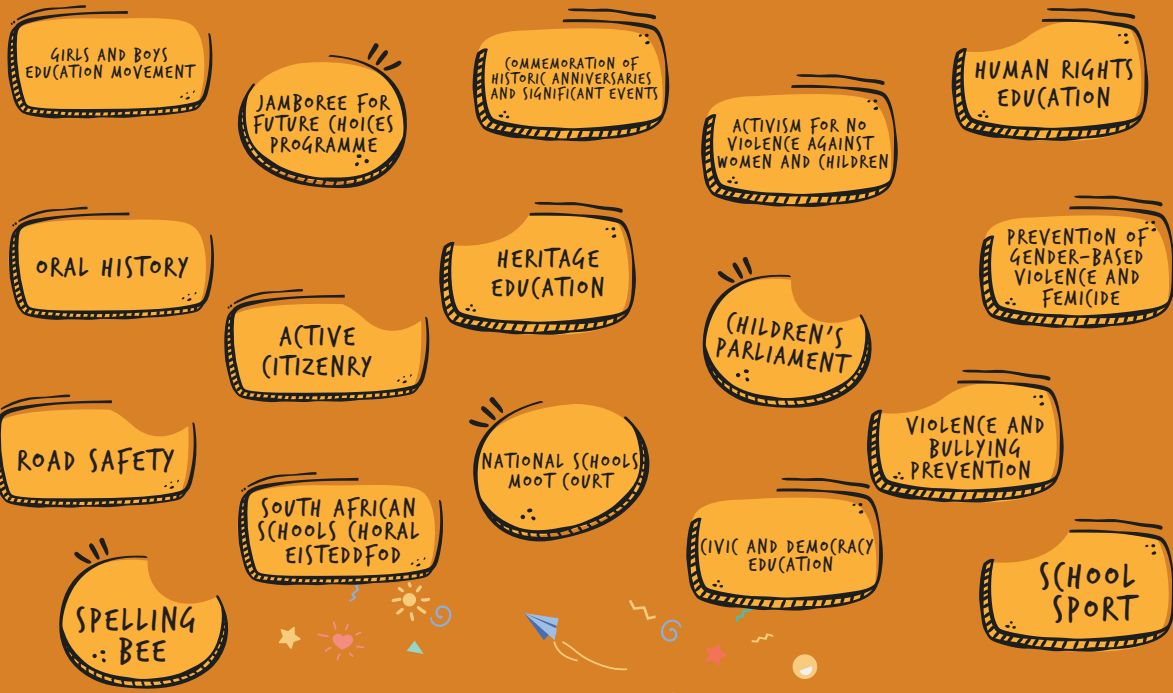 GIRLS AND BOYS
EDUCATION MOVEMENT
JAMBOREE FOR
FUTURE CHOICES
PROGRAMME
COMMEMORATION OF
HISTORIC ANNIVERSARIES
AND SIGNIFICANT EVENTS
ACTIVISM FOR NO
VIOLENCE AGAINST
WOMEN AND CHILDREN
HUMAN RIGHTS
EDUCATION
ORAL HISTORY
ACTIVE
CITIZENRY
HERITAGE
EDUCATION
CHILDREN'S
PARLIAMENT
PREVENTION OF
GENDER-BASED
VIOLENCE AND
FEMICIDE
ROAD SAFETY
SOUTH AFRICAN
SCHOOLS CHORAL
EISTEDDFOD
NATIONAL SCHOOLS
MOOT COURT
VIOLENCE AND
BULLYING
PREVENTION
CIVIC AND DEMOCRACY
EDUCATION
SPELLING
BEE
SCHOOL
SPORT